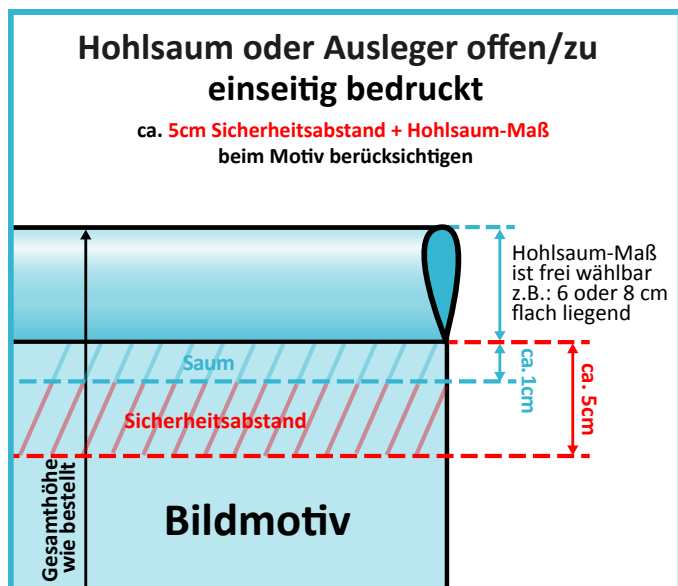 Hohlsaum oder Ausleger offen/zu
einseitig bedruckt
ca. 5cm Sicherheitsabstand + Hohlsaum-Maß
beim Motiv berücksichtigen
Hohlsaum-Maß
ist frei wählbar
z.B.: 6 oder 8 cm
flach liegend
Saum
ca. 1cm
ca. 5cm
Sicherheitsabstand
Gesamthöhe
wie bestellt
Bildmotiv